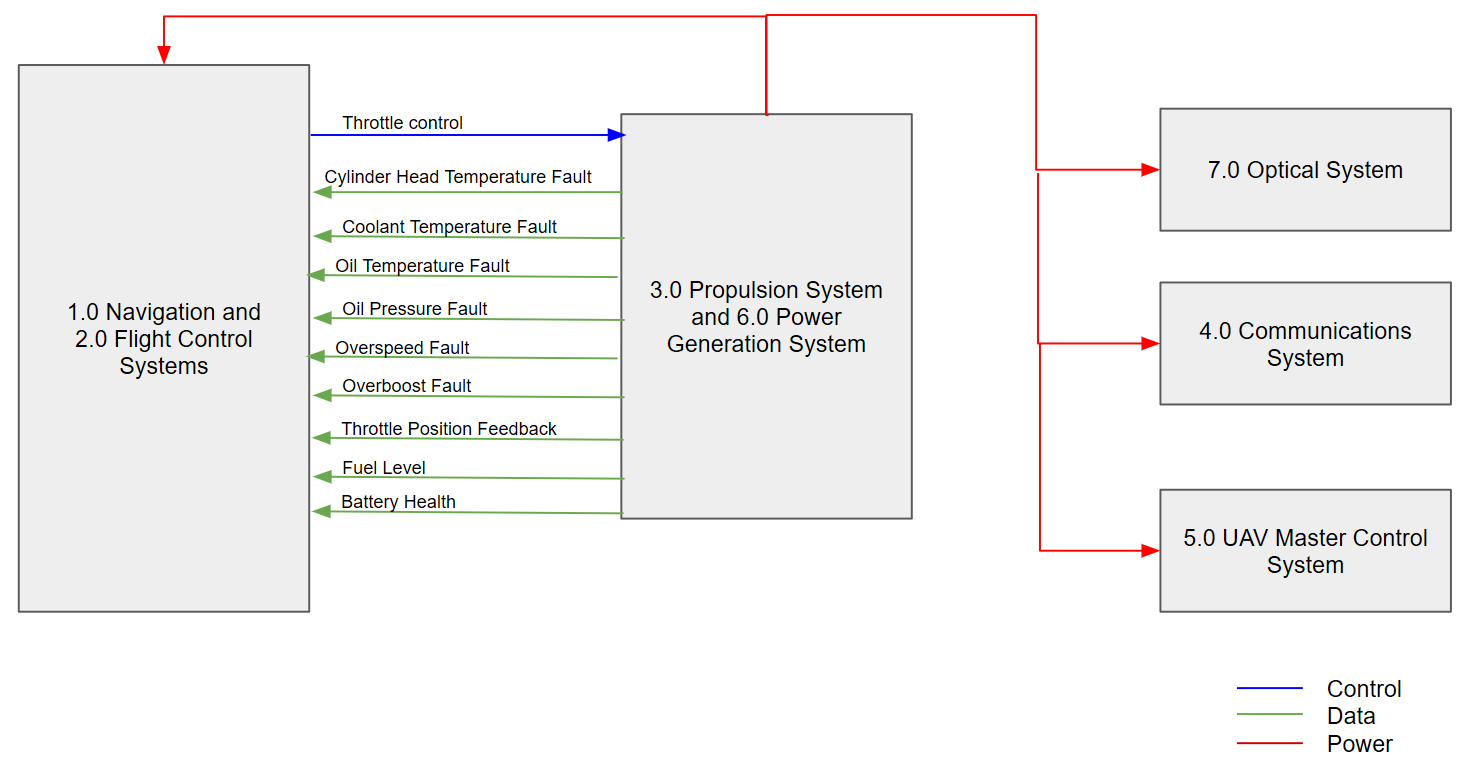 Throttle control
Cylinder Head Temperature Fault
Coolant Temperature Fault
Oil Temperature Fault
Oil Pressure Fault
Overspeed Fault
Overboost Fault
Throttle Position Feedback
Fuel Level
Battery Health
1.0 Navigation and
2.0 Flight Control
Systems
3.0 Propulsion System
and 6.0 Power
Generation System
7.0 Optical System
4.0 Communications
System
5.0 UAV Master Control
System
Control
Data
Power